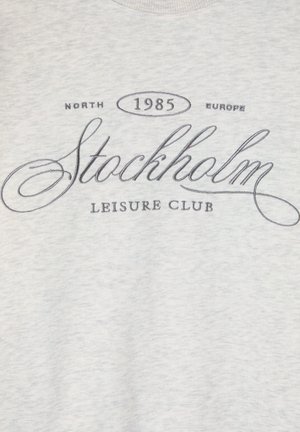 NORTH 1985 EUROPE
Stockholm
LEISURE CLUB